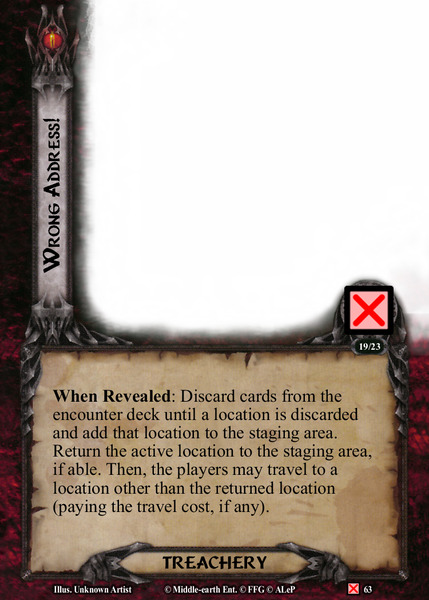 Wrong Address!
19/23
When Revealed: Discard cards from the
encounter deck until a location is discarded
and add that location to the staging area.
Return the active location to the staging area,
if able. Then, the players may travel to a
location other than the returned location
(paying the travel cost, if any).
TREACHERY
Illus. Unknown Artist © Middle-earth Ent. © FFG © ALeP 63